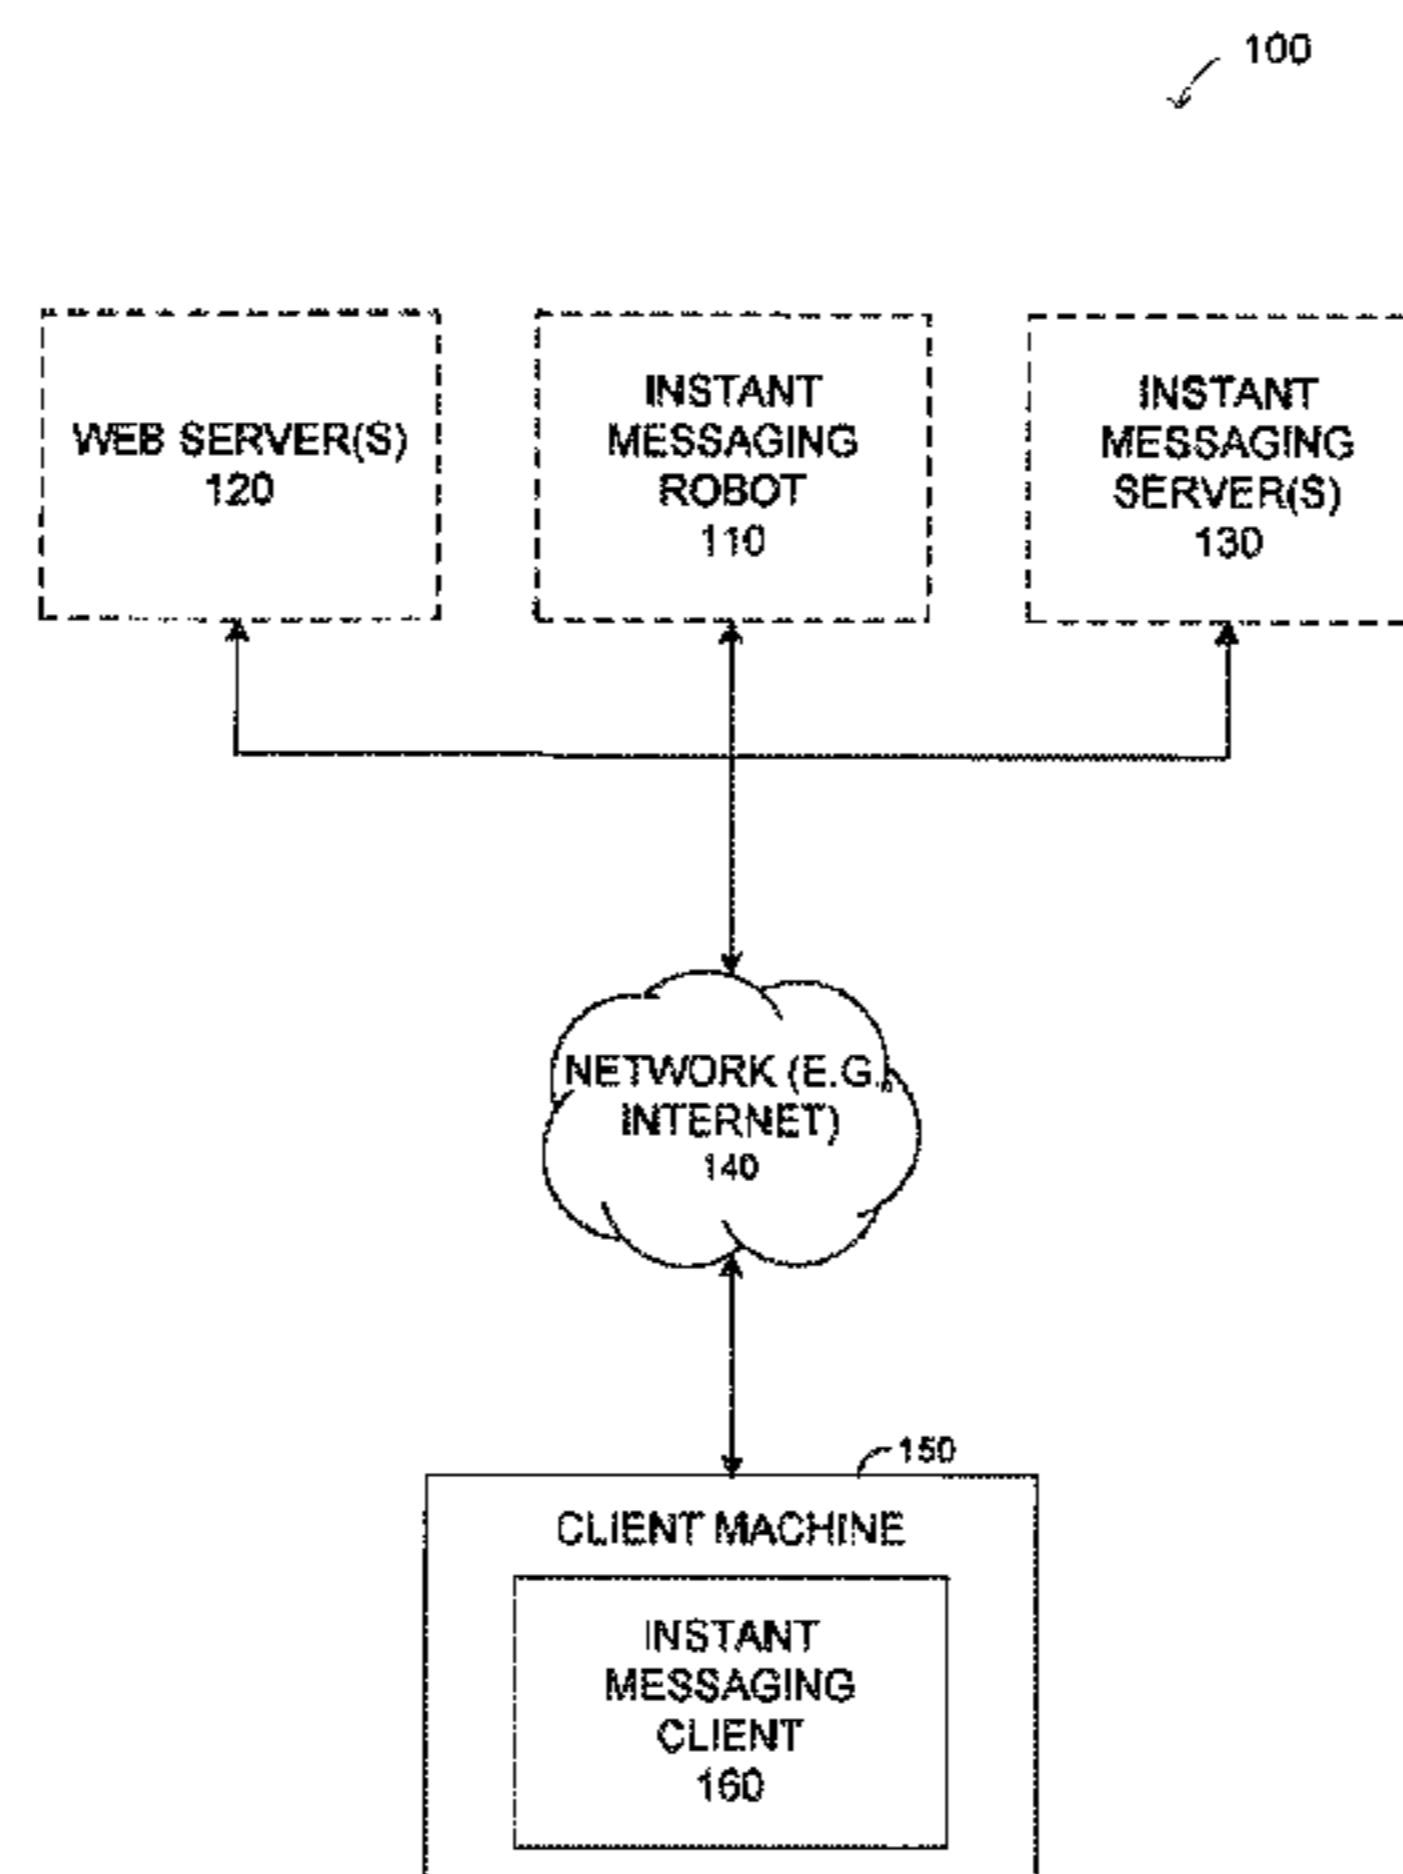 100
WEB SERVER(S)
120
INSTANT
MESSAGING
ROBOT
110
INSTANT
MESSAGING
SERVER(S)
130
NETWORK (E.G.,
INTERNET)
140
150
CLIENT MACHINE
INSTANT
MESSAGING
CLIENT
160